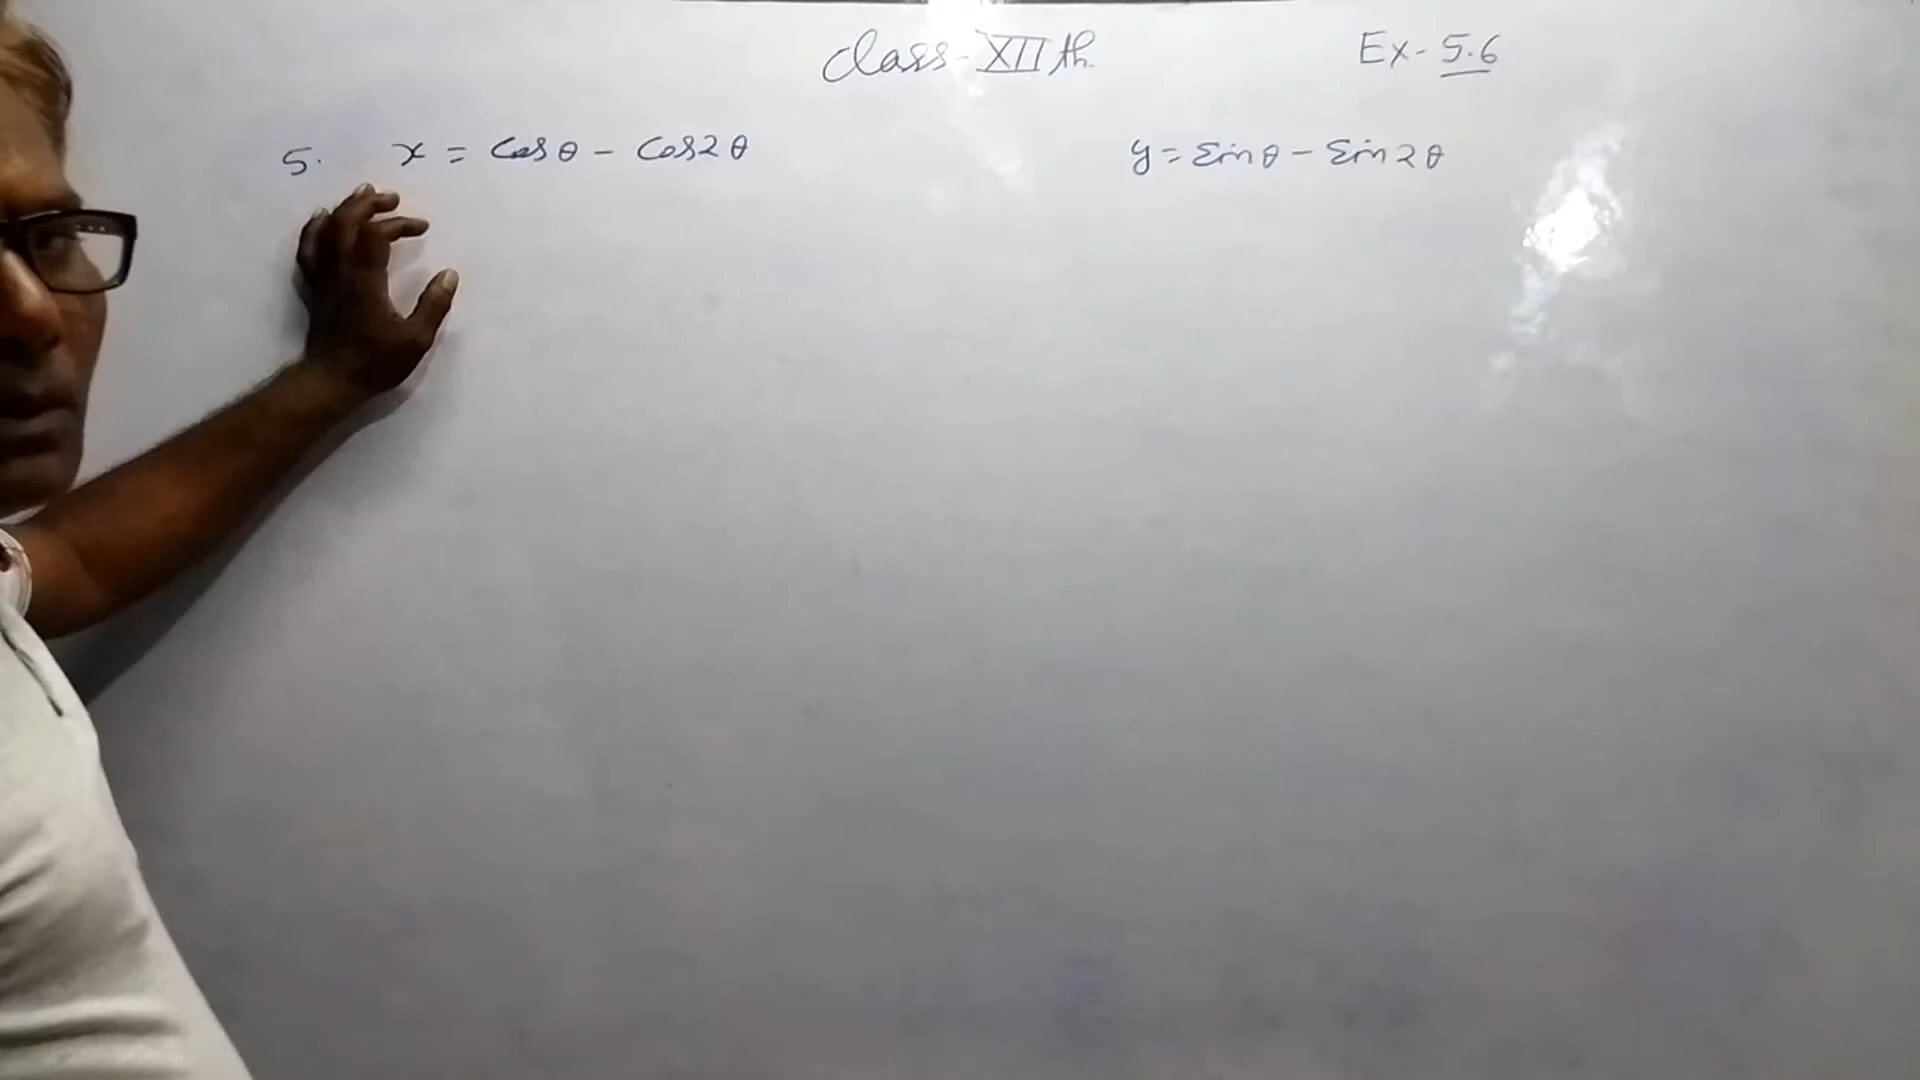 Class-XIIth Ex-5.6
5. x = Cosθ - Cos2θ y = Sinθ - Sin2θ